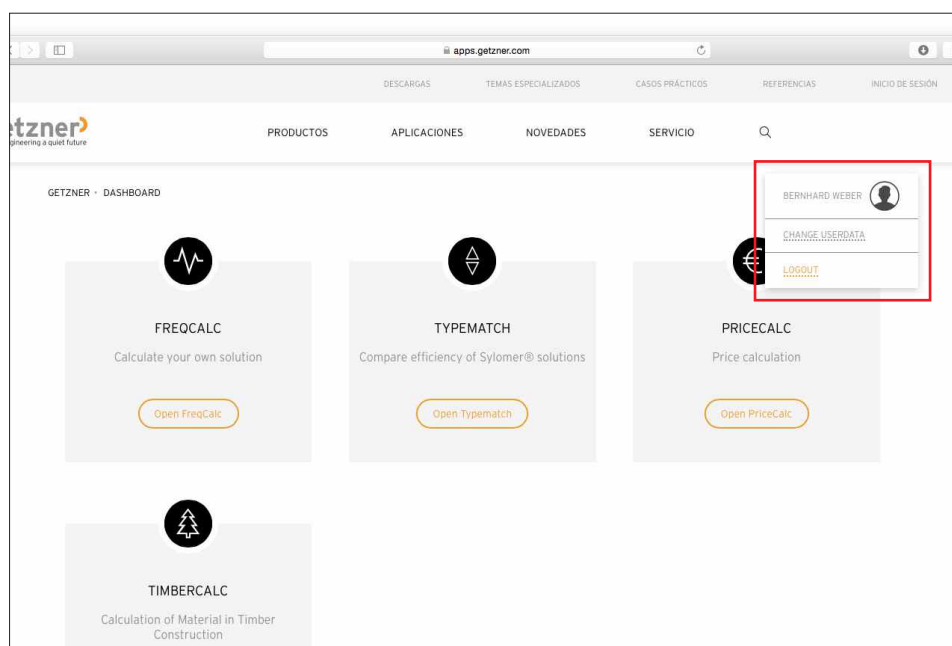 apps.getzner.com
DESCARGAS TEMAS ESPECIALIZADOS CASOS PRÁCTICOS REFERENCIAS INICIO DE SESIÓN
etzner
gineering a quiet future
PRODUCTOS APLICACIONES NOVEDADES SERVICIO
GETZNER · DASHBOARD
BERNHARD WEBER
CHANGE USERDATA
LOGOUT
FREQCALC
Calculate your own solution
Open FreqCalc
TYPEMATCH
Compare efficiency of Sylomer® solutions
Open Typematch
€
PRICECALC
Price calculation
Open PriceCalc
TIMBERCALC
Calculation of Material in Timber
Construction